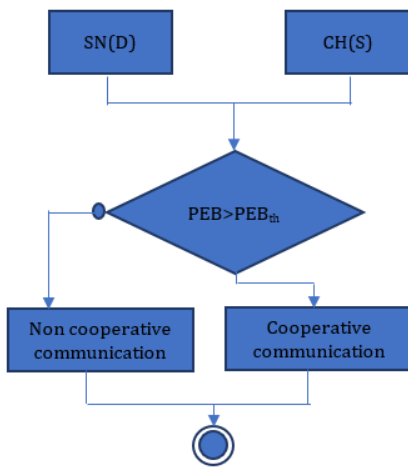 SN(D)
CH(S)
PEB>PEBth
Non cooperative
communication
Cooperative
communication